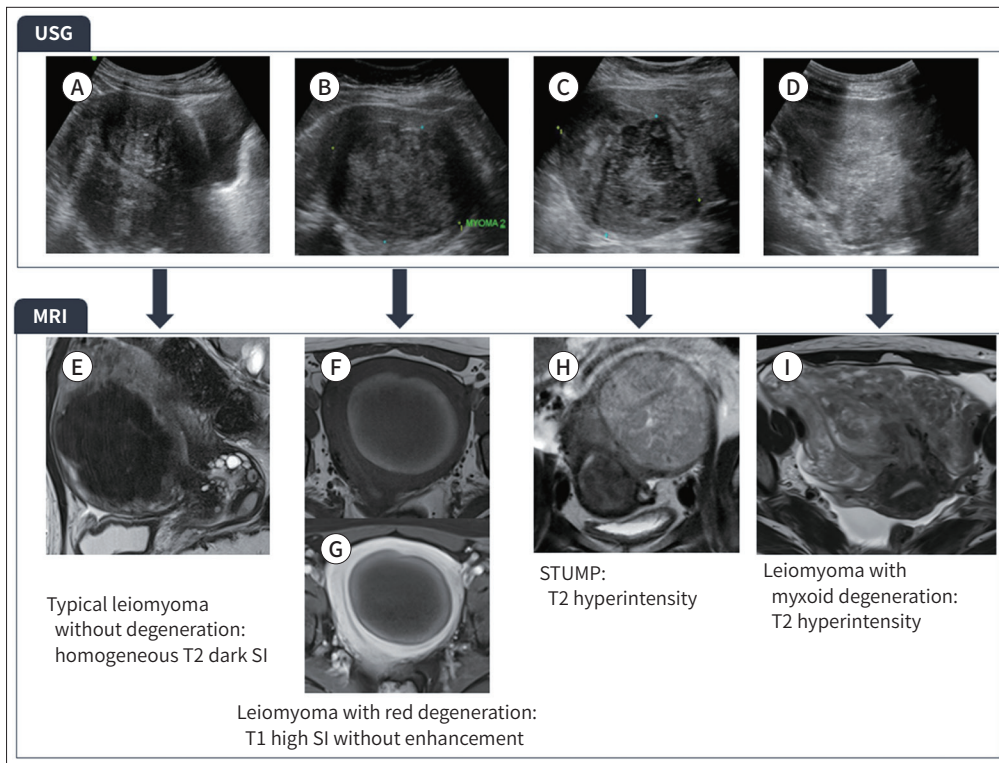 USG
A
B
C
D
MYOMA 2
MRI
E
F
G
H
I
Typical leiomyoma
without degeneration:
homogeneous T2 dark SI
Leiomyoma with red degeneration:
T1 high SI without enhancement
STUMP:
T2 hyperintensity
Leiomyoma with
myxoid degeneration:
T2 hyperintensity